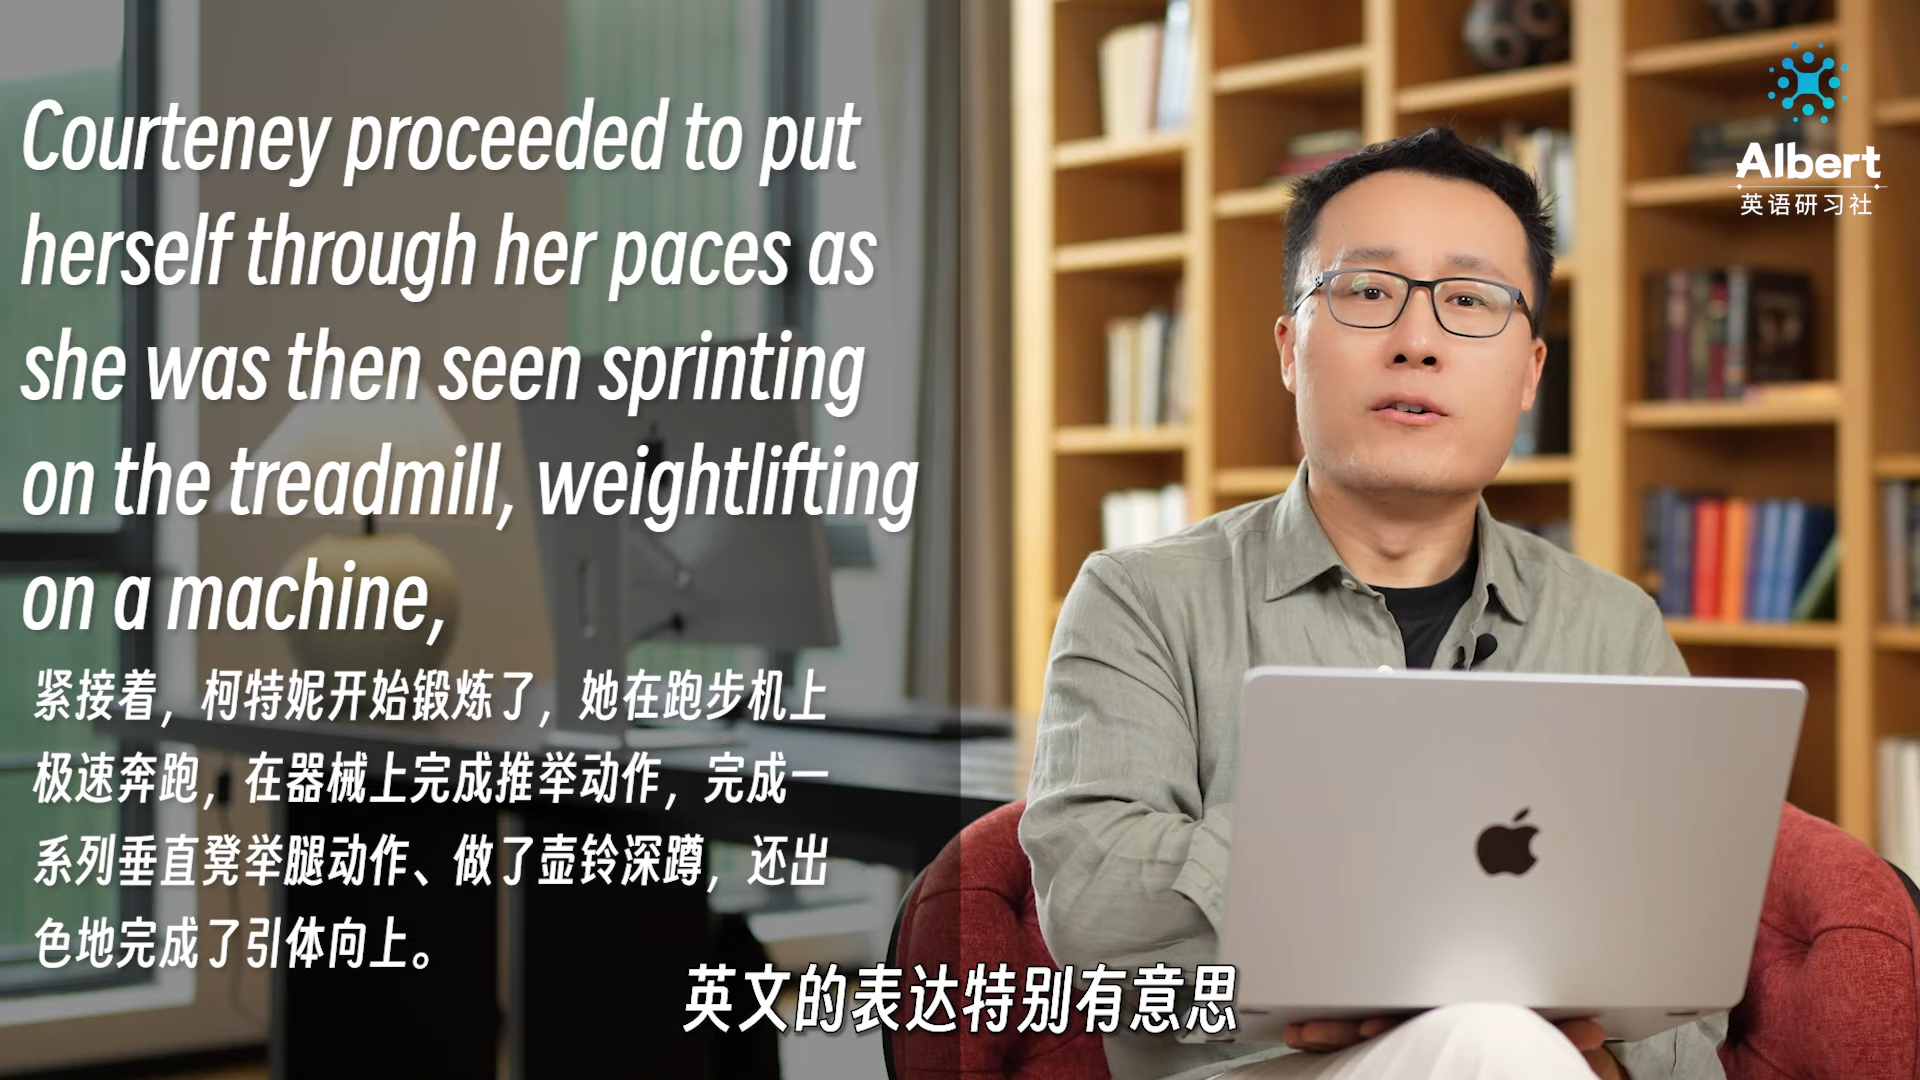 Courteney proceeded to put
herself through her paces as
she was then seen sprinting
on the treadmill, weightlifting
on a machine,
紧接着，柯特妮开始锻炼了，她在跑步机上
极速奔跑，在器械上完成推举动作，完成一
系列垂直凳举腿动作、做了壶铃深蹲，还出
色地完成了引体向上。
英文的表达特别有意思
Albert
英语研习社